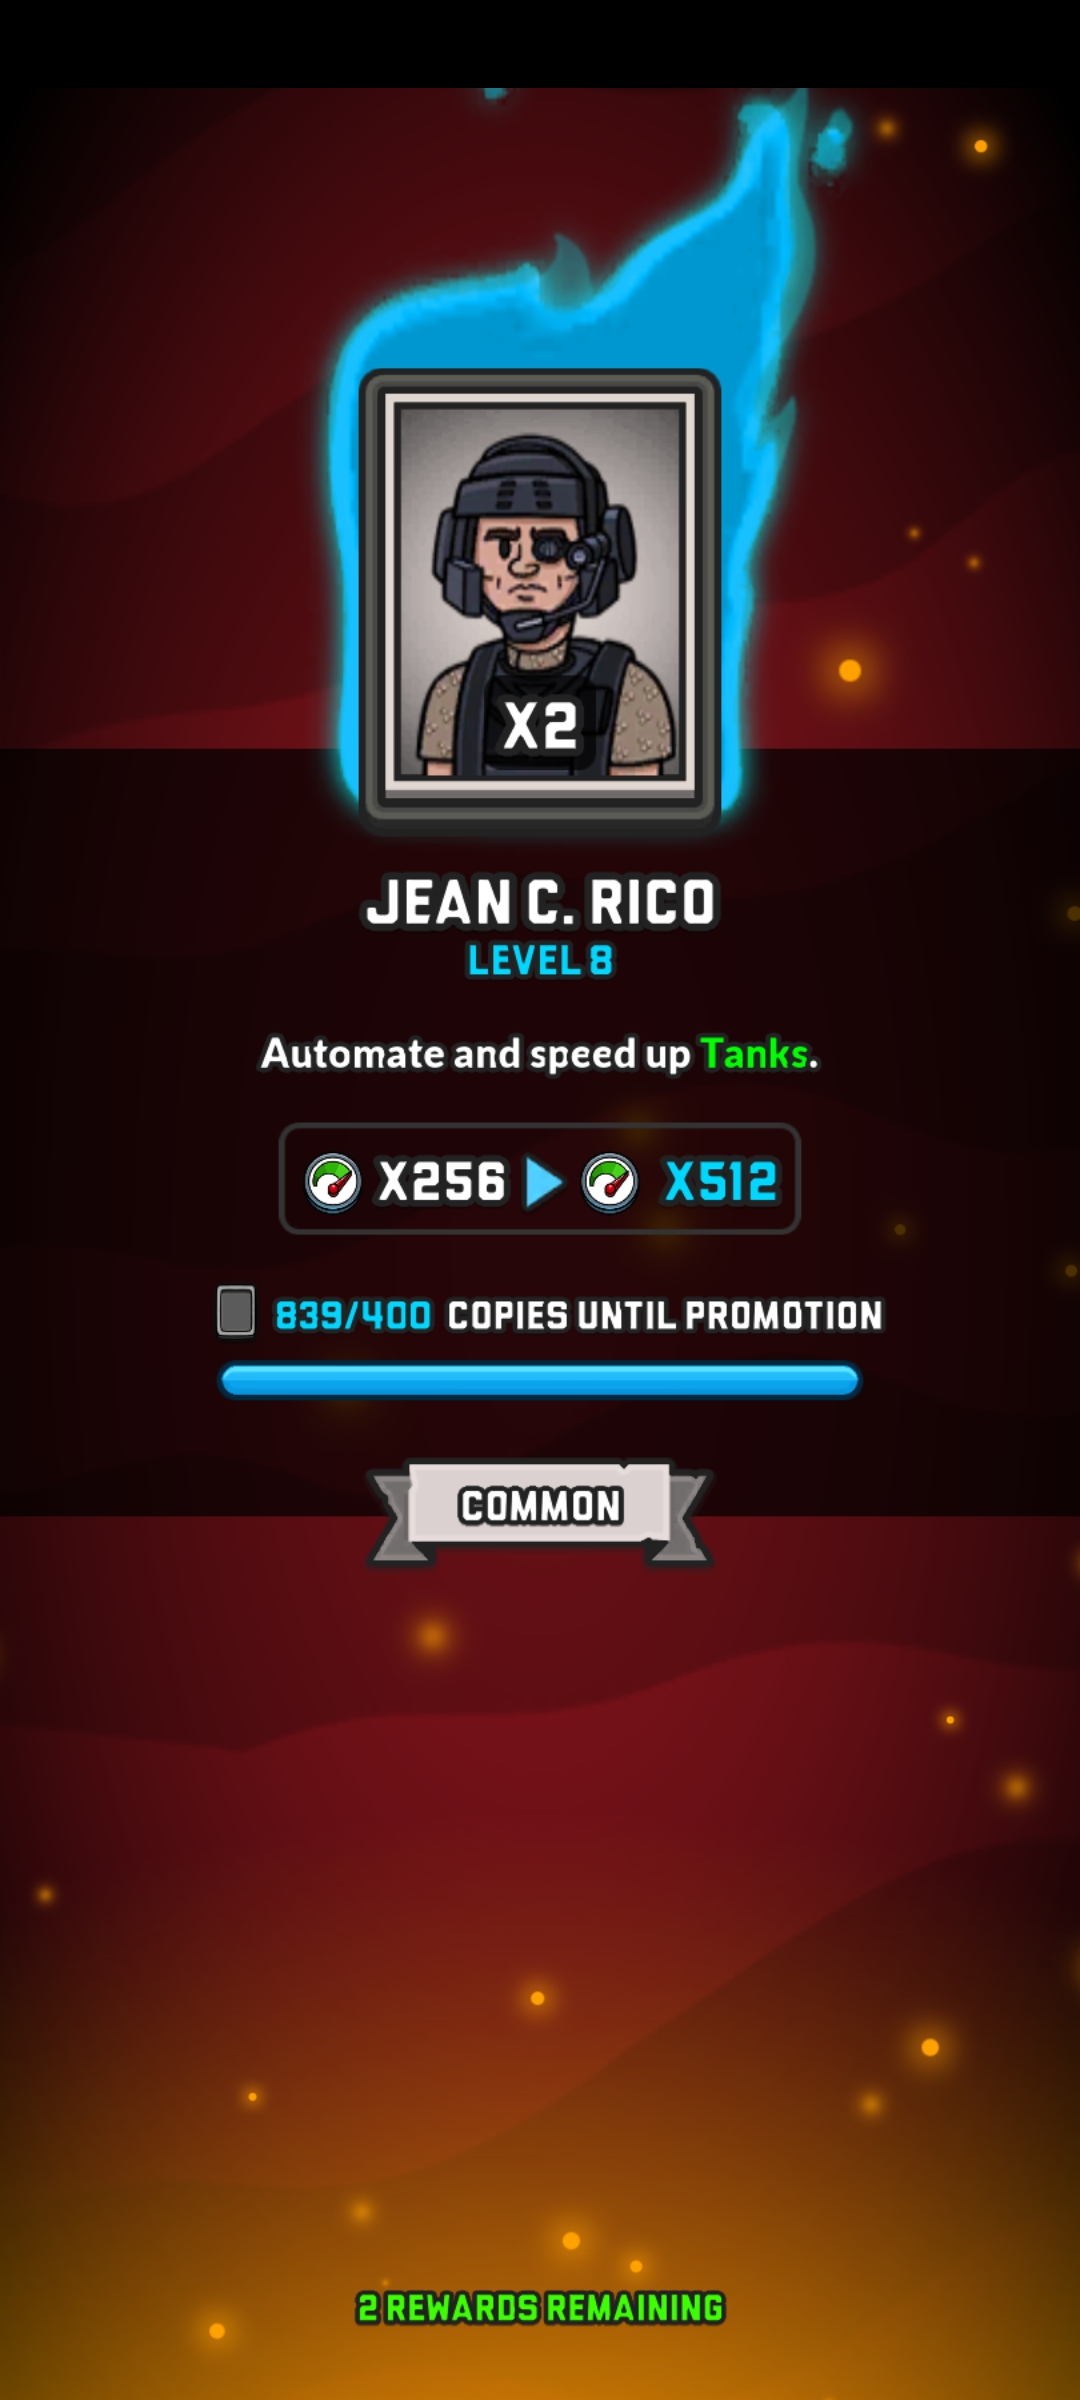 X2
JEAN C. RICO
LEVEL 8
Automate and speed up Tanks.
X256 X512
839/400 COPIES UNTIL PROMOTION
COMMON
2 REWARDS REMAINING